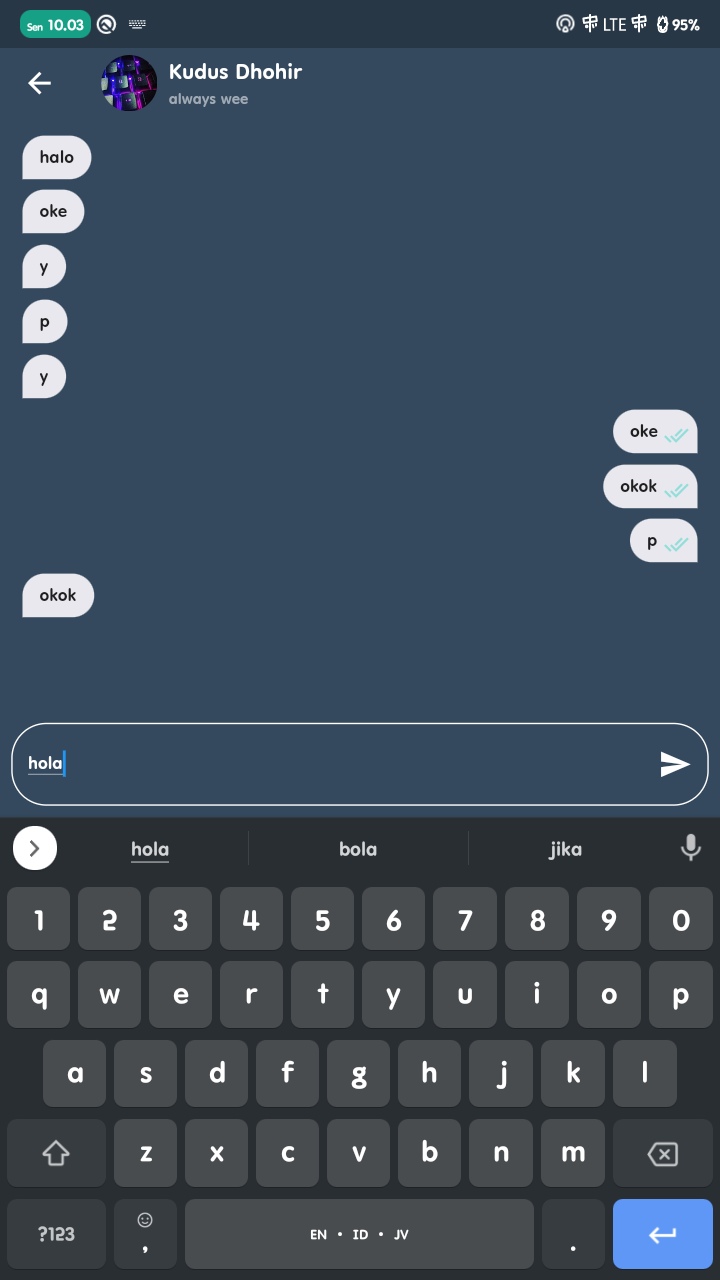 Sen 10.03 LTE 95%
Kudus Dhohir
always wee
halo
oke
y
p
y
oke
okok
p
okok
hola
hola bola jika
1 2 3 4 5 6 7 8 9 0
q w e r t y u i o p
a s d f g h j k l
z x c v b n m
?123 , EN • ID • JV .